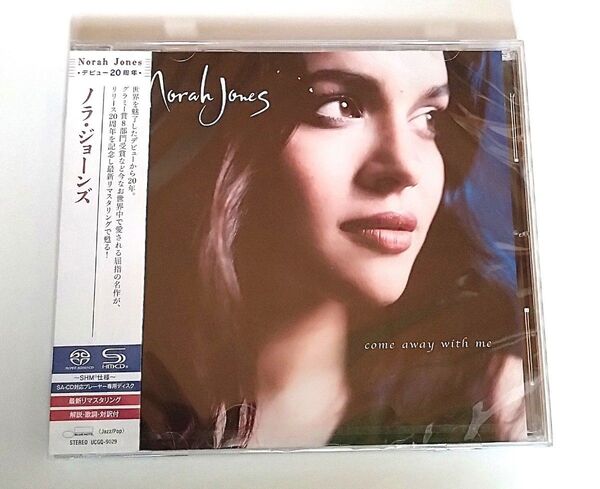 Norah Jones
・デビュー20周年・
ノラ・ジョーンズ
世界を魅了したデビューから20年。
グラミー賞8部門受賞など今なお世界中で愛される屈指の名作が、
リリース20周年を記念し最新リマスタリングで甦る!
SUPER AUDIO CD
SHM-CD
～SHM仕様～
SA-CD対応プレーヤー専用ディスク
最新リマスタリング
解説・歌詞・対訳付
BLUE NOTE
(Jazz/Pop)
STEREO UCGQ-9029
Norah Jones
come away with me